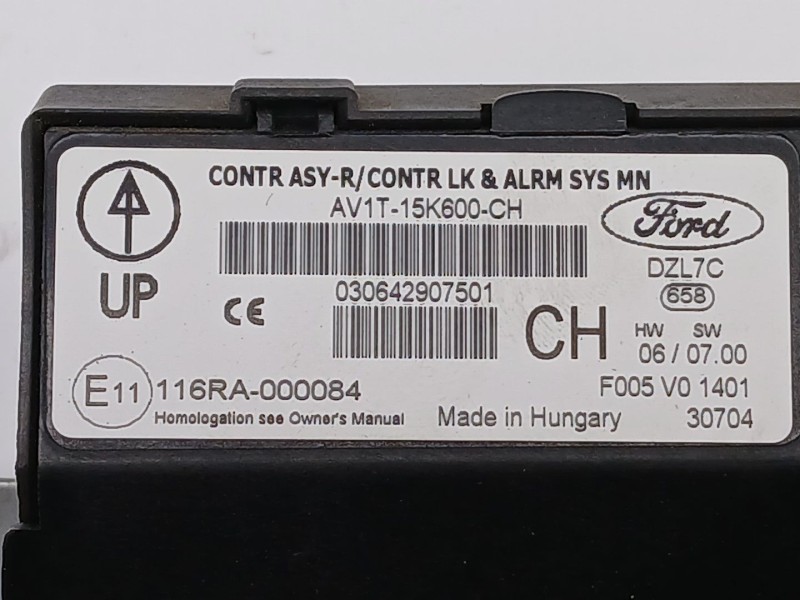 CONTR ASY-R/CONTR LK & ALRM SYS MN
AV1T-15K600-CH
Ford
UP
DZL7C
CE
030642907501
658
CH
HW SW
06 / 07.00
E11
116RA-000084
F005 V0 1401
Homologation see Owner's Manual
Made in Hungary
30704